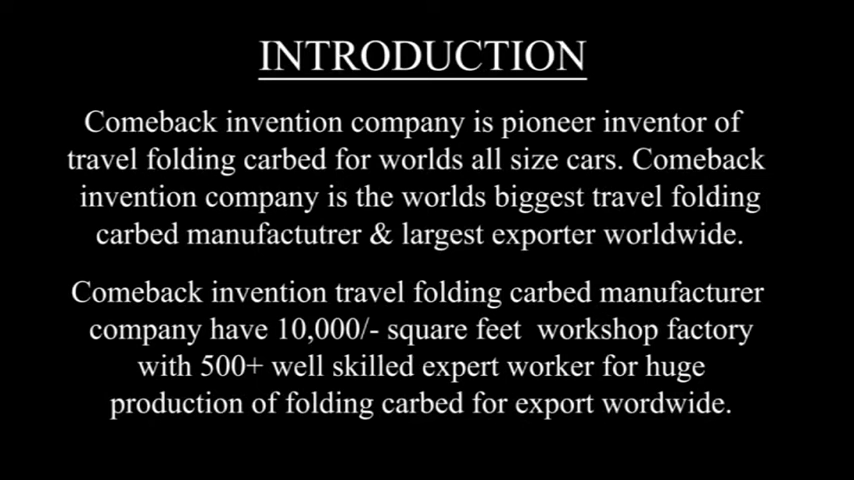 INTRODUCTION
Comeback invention company is pioneer inventor of
travel folding carbed for worlds all size cars. Comeback
invention company is the worlds biggest travel folding
carbed manufactutrer & largest exporter worldwide.
Comeback invention travel folding carbed manufacturer
company have 10,000/- square feet workshop factory
with 500+ well skilled expert worker for huge
production of folding carbed for export wordwide.